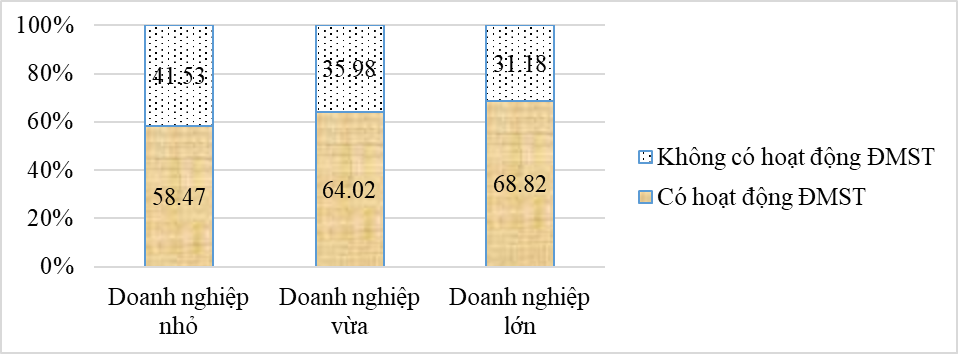 100%
80%
60%
40%
20%
0%
41.53
35.98
31.18
58.47
64.02
68.82
Doanh nghiệp
nhỏ
Doanh nghiệp
vừa
Doanh nghiệp
lớn
Không có hoạt động ĐMST
Có hoạt động ĐMST